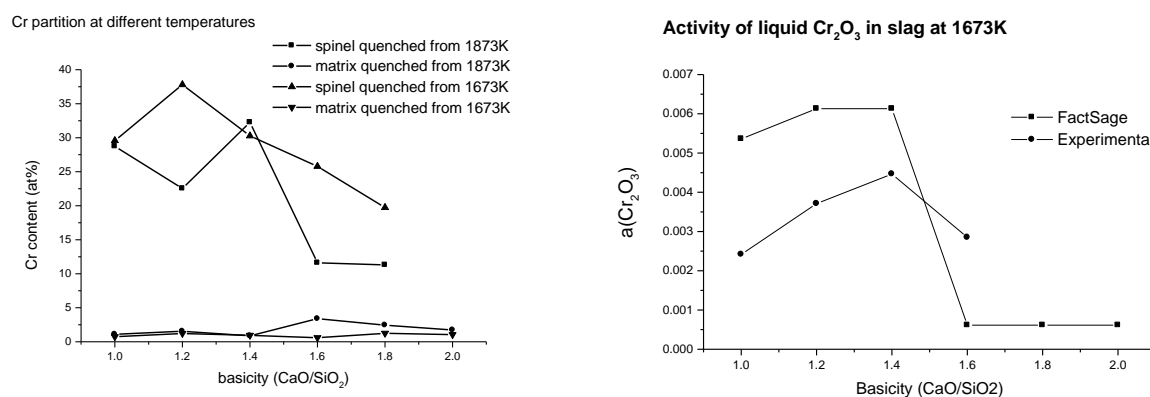 Cr partition at different temperatures
spinel quenched from 1873K
matrix quenched from 1873K
spinel quenched from 1673K
matrix quenched from 1673K
40
35
30
25
20
15
10
5
0
Cr content (at%)
1.0 1.2 1.4 1.6 1.8 2.0
basicity (CaO/SiO₂)
Activity of liquid Cr₂O₃ in slag at 1673K
0.007
0.006
0.005
0.004
0.003
0.002
0.001
0.000
a(Cr₂O₃)
FactSage
Experimenta
1.0 1.2 1.4 1.6 1.8 2.0
Basicity (CaO/SiO2)